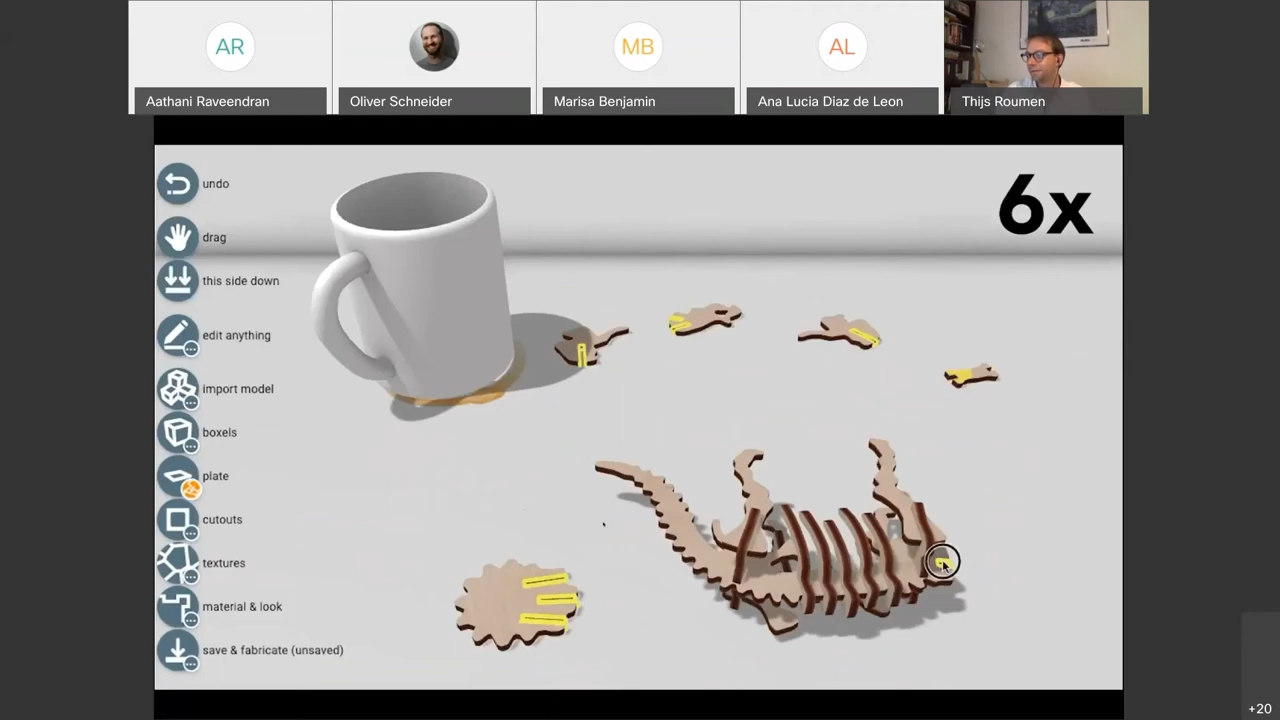 AR
MB
AL
Aathani Raveendran
Oliver Schneider
Marisa Benjamin
Ana Lucia Diaz de Leon
Thijs Roumen
6x
undo
drag
this side down
edit anything
import model
boxels
plate
cutouts
textures
material & look
save & fabricate (unsaved)
+20